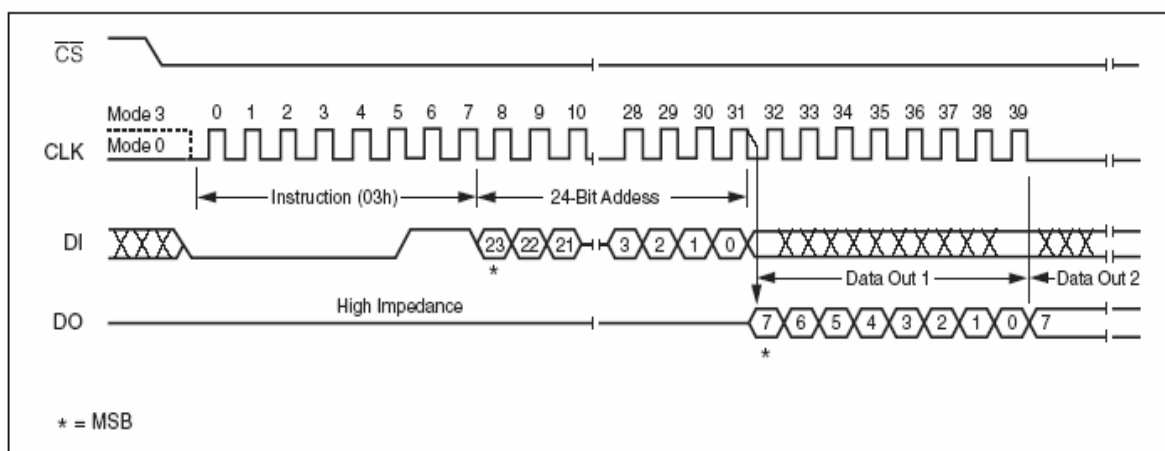 CS
Mode 3
0 1 2 3 4 5 6 7 8 9 10 28 29 30 31 32 33 34 35 36 37 38 39
CLK
Mode 0
Instruction (03h)
24-Bit Addess
DI
23 22 21 3 2 1 0
*
Data Out 1
Data Out 2
High Impedance
DO
7 6 5 4 3 2 1 0 7
*
* = MSB